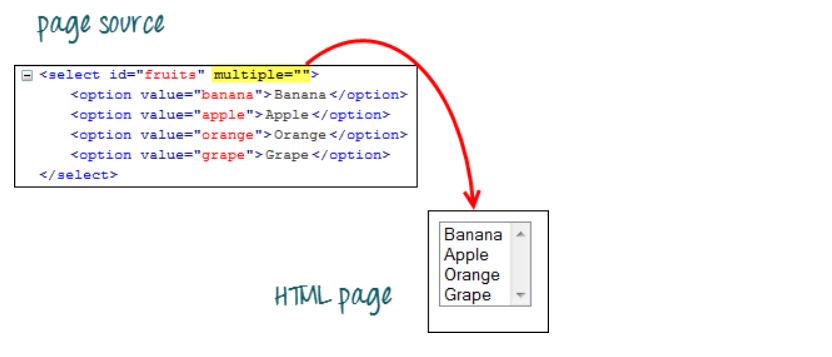 page source
<select id="fruits" multiple="">
<option value="banana">Banana</option>
<option value="apple">Apple</option>
<option value="orange">Orange</option>
<option value="grape">Grape</option>
</select>
Banana
Apple
Orange
Grape
HTML page